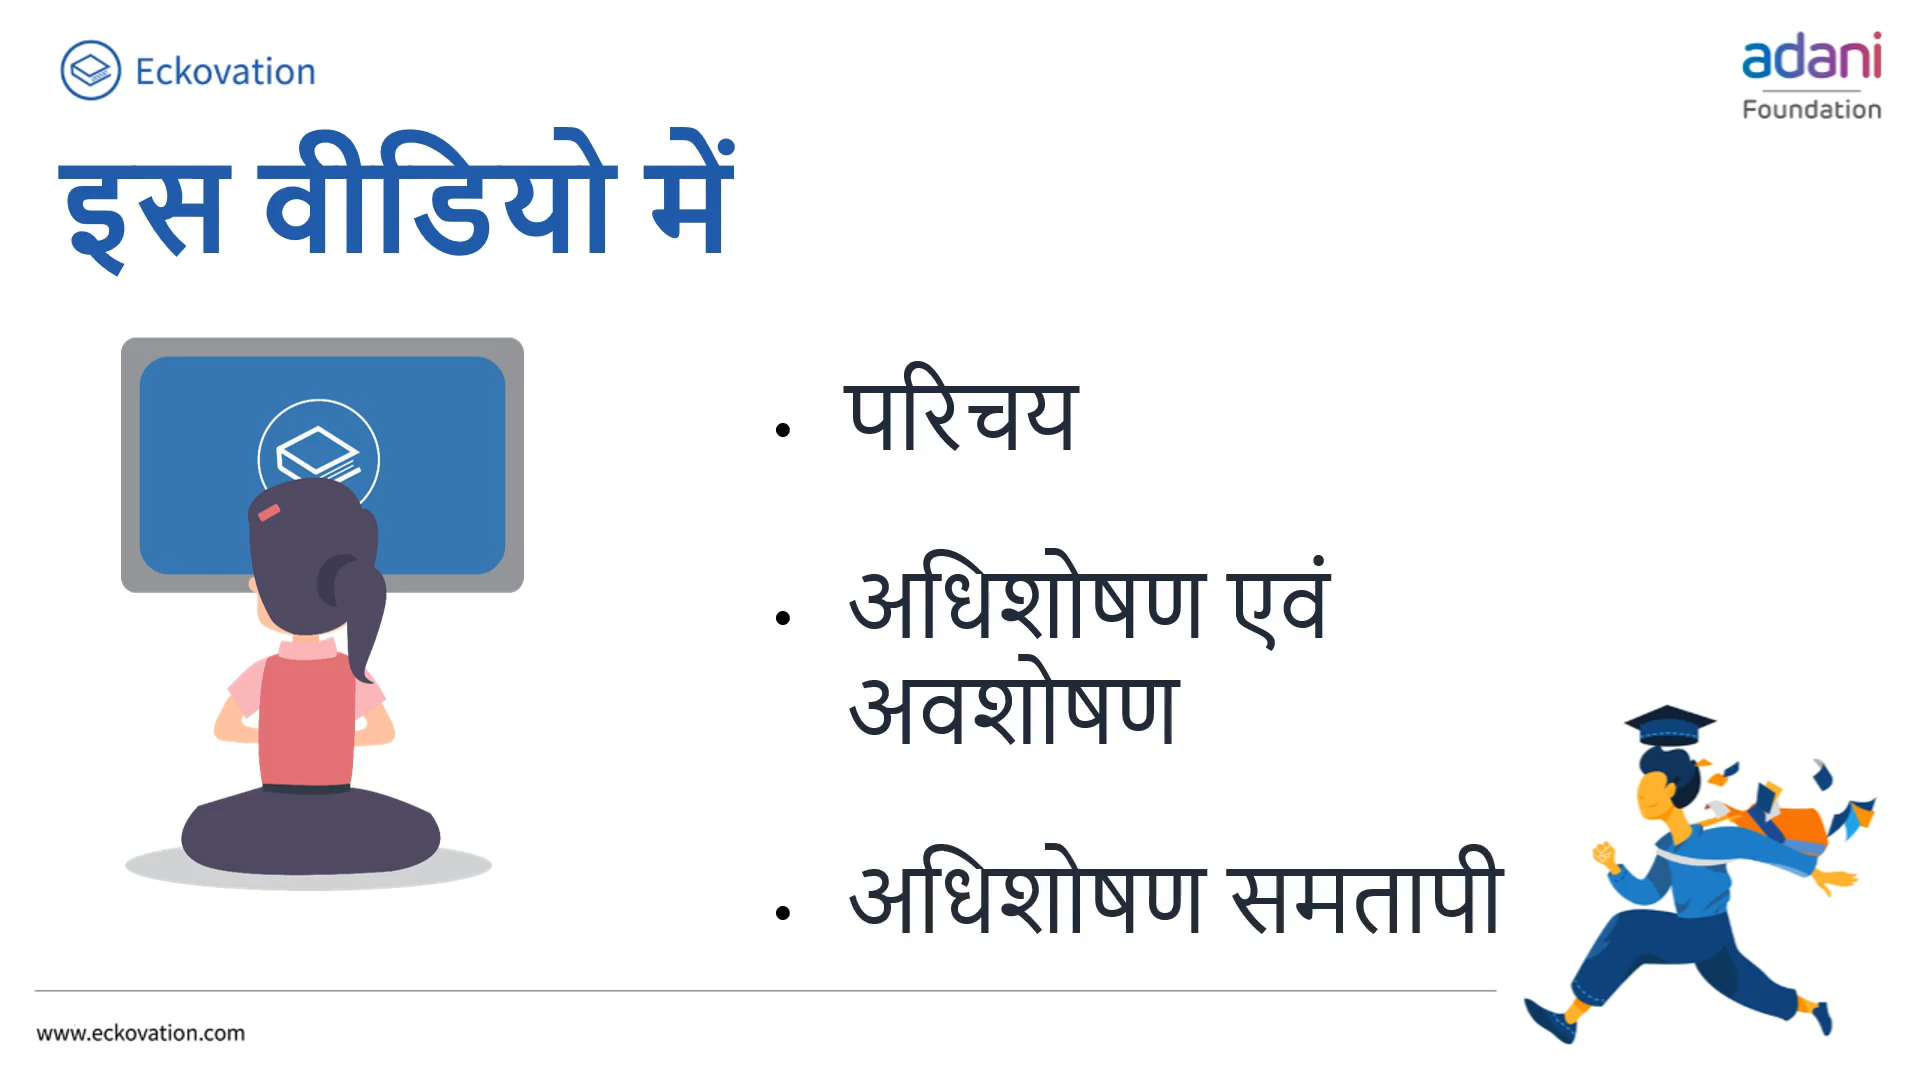 Eckovation
adani
Foundation
इस वीडियो में
• परिचय
• अधिशोषण एवं
अवशोषण
• अधिशोषण समतापी
www.eckovation.com